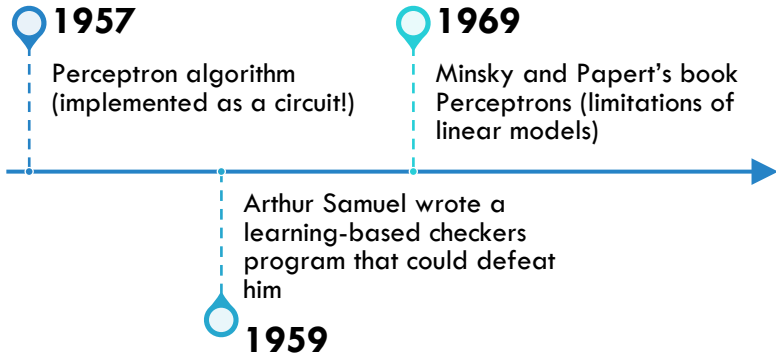 1957
Perceptron algorithm
(implemented as a circuit!)
1969
Minsky and Papert’s book
Perceptrons (limitations of
linear models)
Arthur Samuel wrote a
learning-based checkers
program that could defeat
him
1959